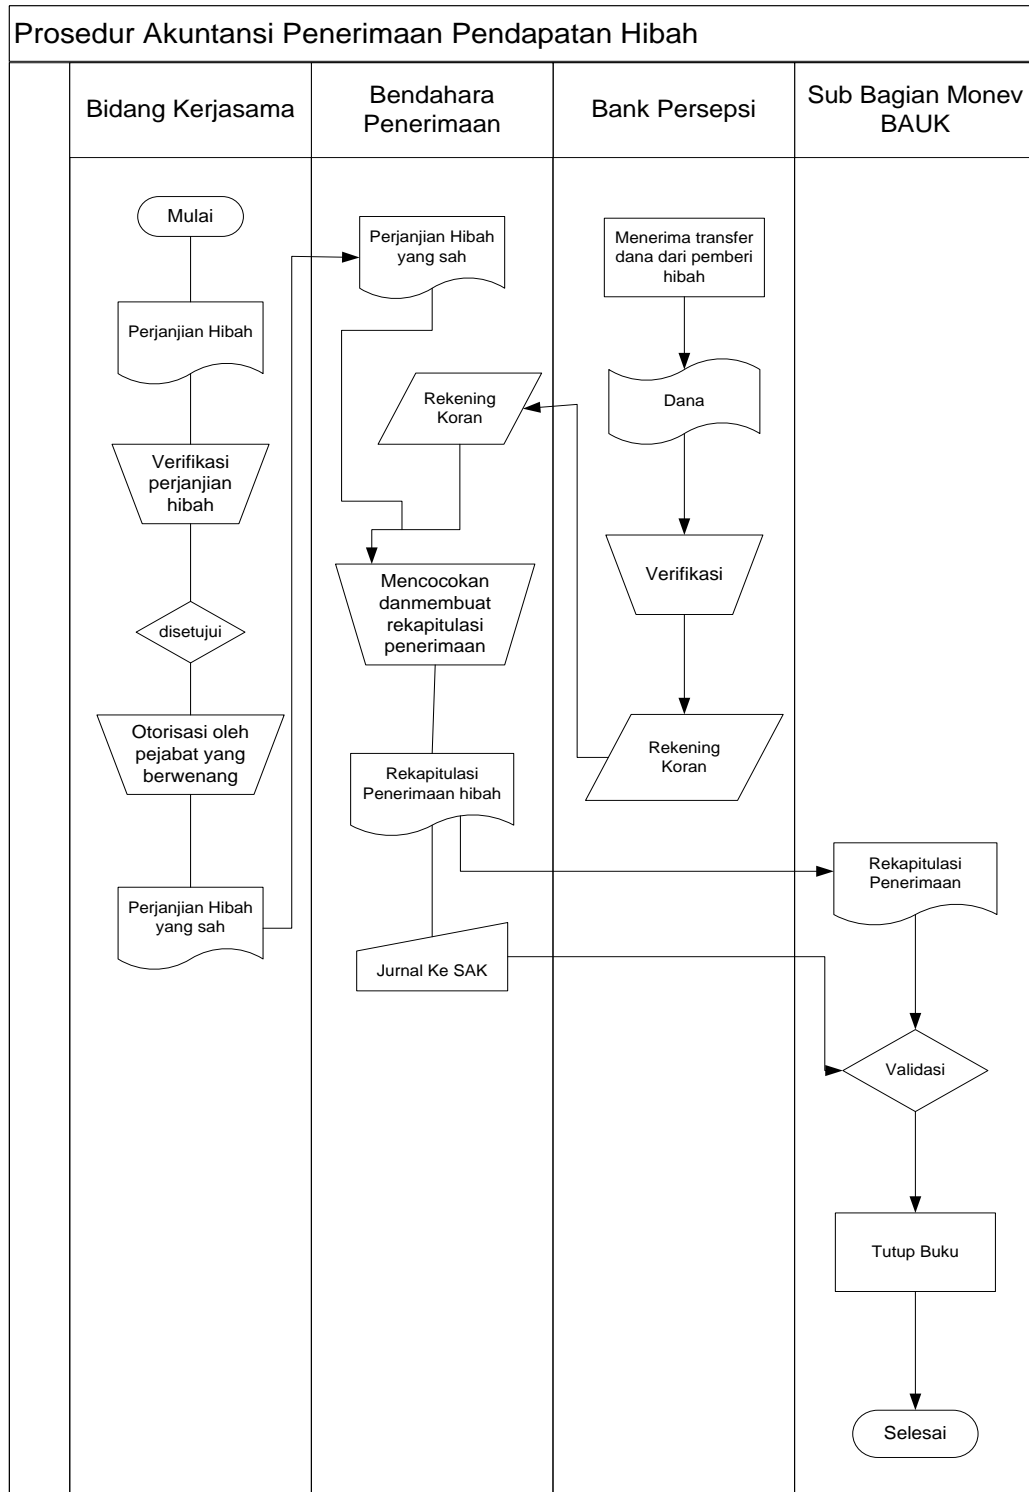 Prosedur Akuntansi Penerimaan Pendapatan Hibah
Bidang Kerjasama
Bendahara
Penerimaan
Bank Persepsi
Sub Bagian Monev
BAUK
Mulai
Perjanjian Hibah
Verifikasi
perjanjian
hibah
disetujui
Otorisasi oleh
pejabat yang
berwenang
Perjanjian Hibah
yang sah
Perjanjian Hibah
yang sah
Rekening
Koran
Mencocokan
danmembuat
rekapitulasi
penerimaan
Rekapitulasi
Penerimaan hibah
Jurnal Ke SAK
Menerima transfer
dana dari pemberi
hibah
Dana
Verifikasi
Rekening
Koran
Rekapitulasi
Penerimaan
Validasi
Tutup Buku
Selesai